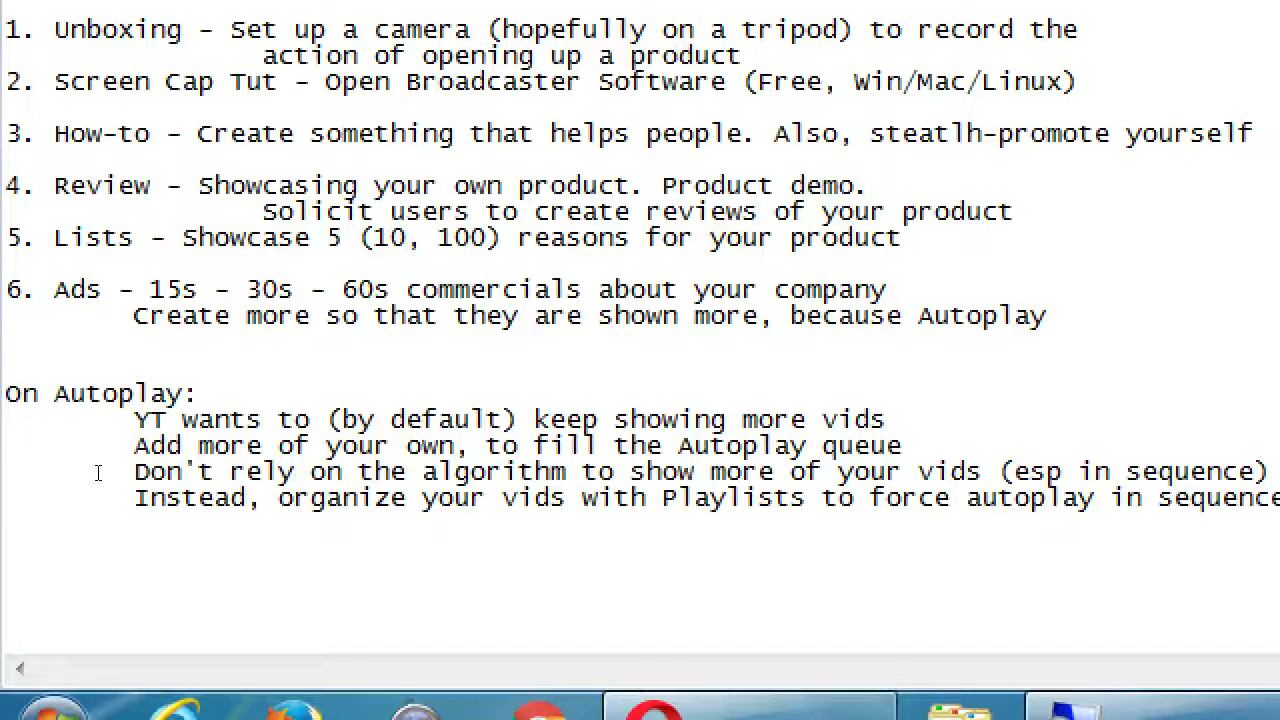 1. Unboxing - Set up a camera (hopefully on a tripod) to record the
action of opening up a product
2. Screen Cap Tut - Open Broadcaster Software (Free, Win/Mac/Linux)
3. How-to - Create something that helps people. Also, steatlh-promote yourself
4. Review - Showcasing your own product. Product demo.
Solicit users to create reviews of your product
5. Lists - Showcase 5 (10, 100) reasons for your product
6. Ads - 15s - 30s - 60s commercials about your company
Create more so that they are shown more, because Autoplay
On Autoplay:
YT wants to (by default) keep showing more vids
Add more of your own, to fill the Autoplay queue
Don't rely on the algorithm to show more of your vids (esp in sequence)
Instead, organize your vids with Playlists to force autoplay in sequence